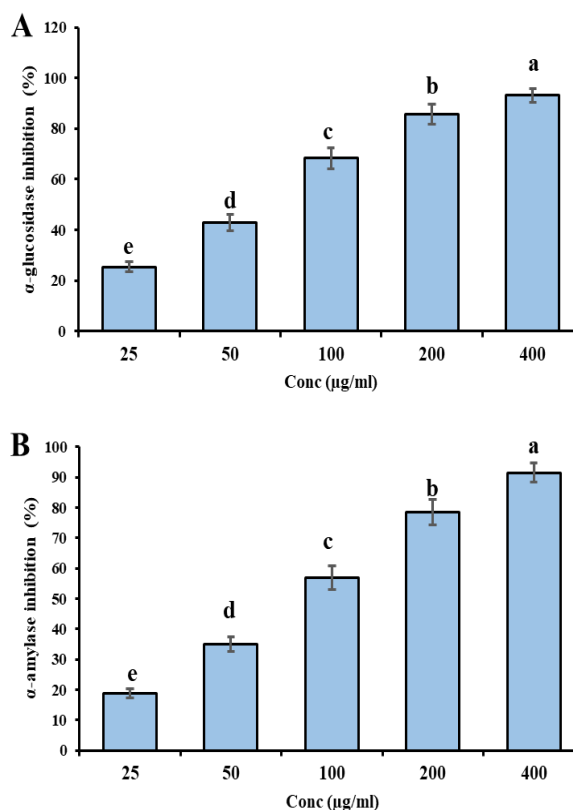 A
α-glucosidase inhibition (%)
120
100
80
60
40
20
0
a
b
c
d
e
25 50 100 200 400
Conc (µg/ml)
B
α-amylase inhibition (%)
100
90
80
70
60
50
40
30
20
10
0
a
b
c
d
e
25 50 100 200 400
Conc (µg/ml)